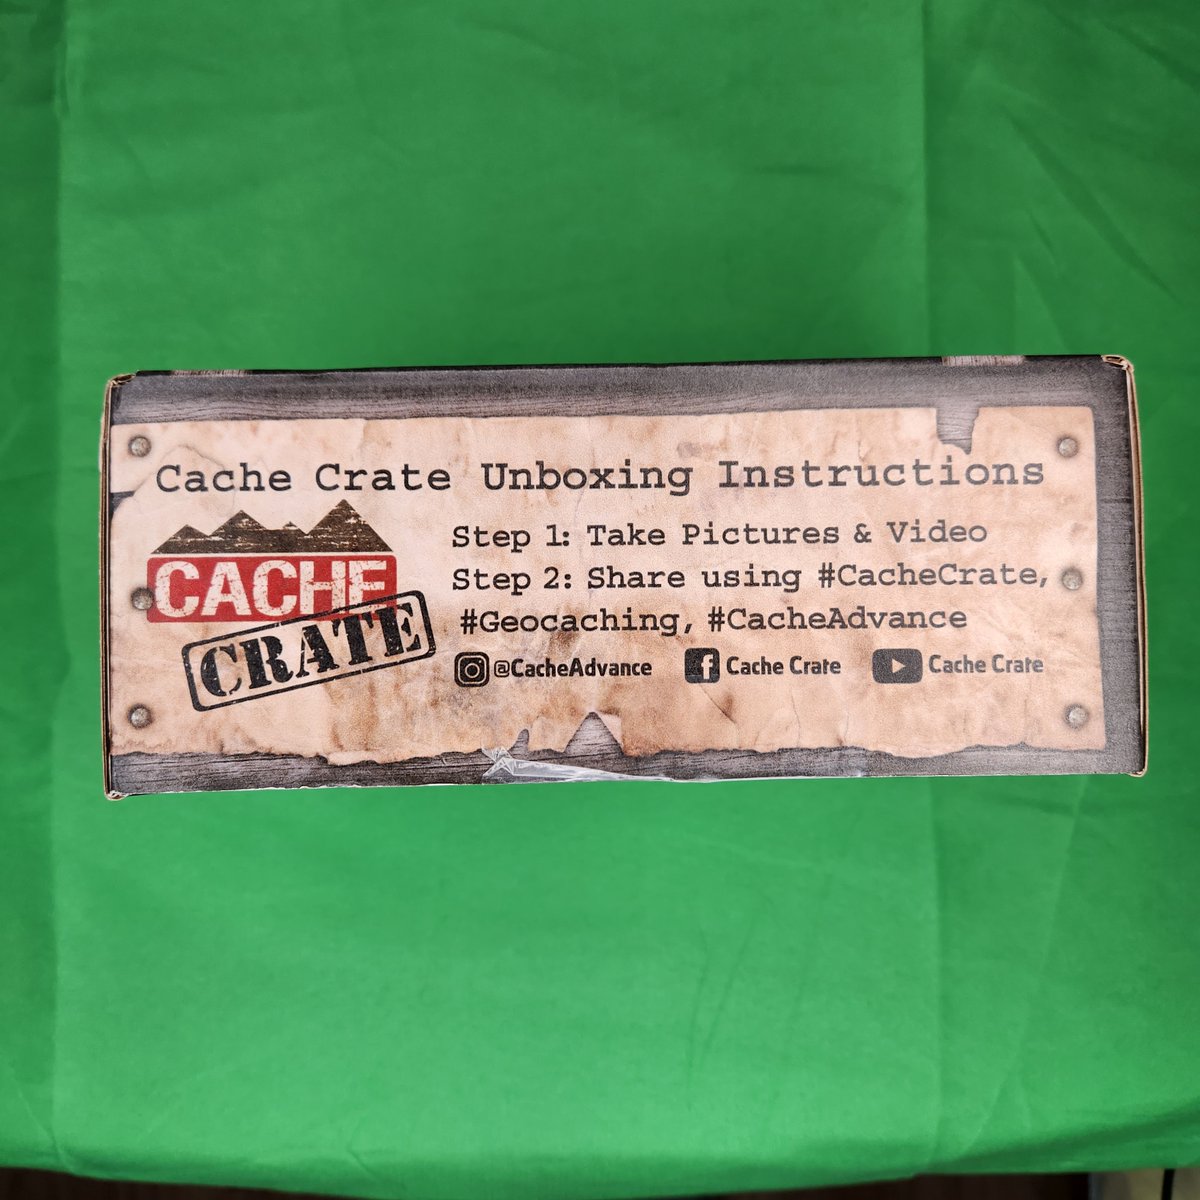 Cache Crate Unboxing Instructions
CACHE
CRATE
Step 1: Take Pictures & Video
Step 2: Share using #CacheCrate,
#Geocaching, #CacheAdvance
@CacheAdvance Cache Crate Cache Crate